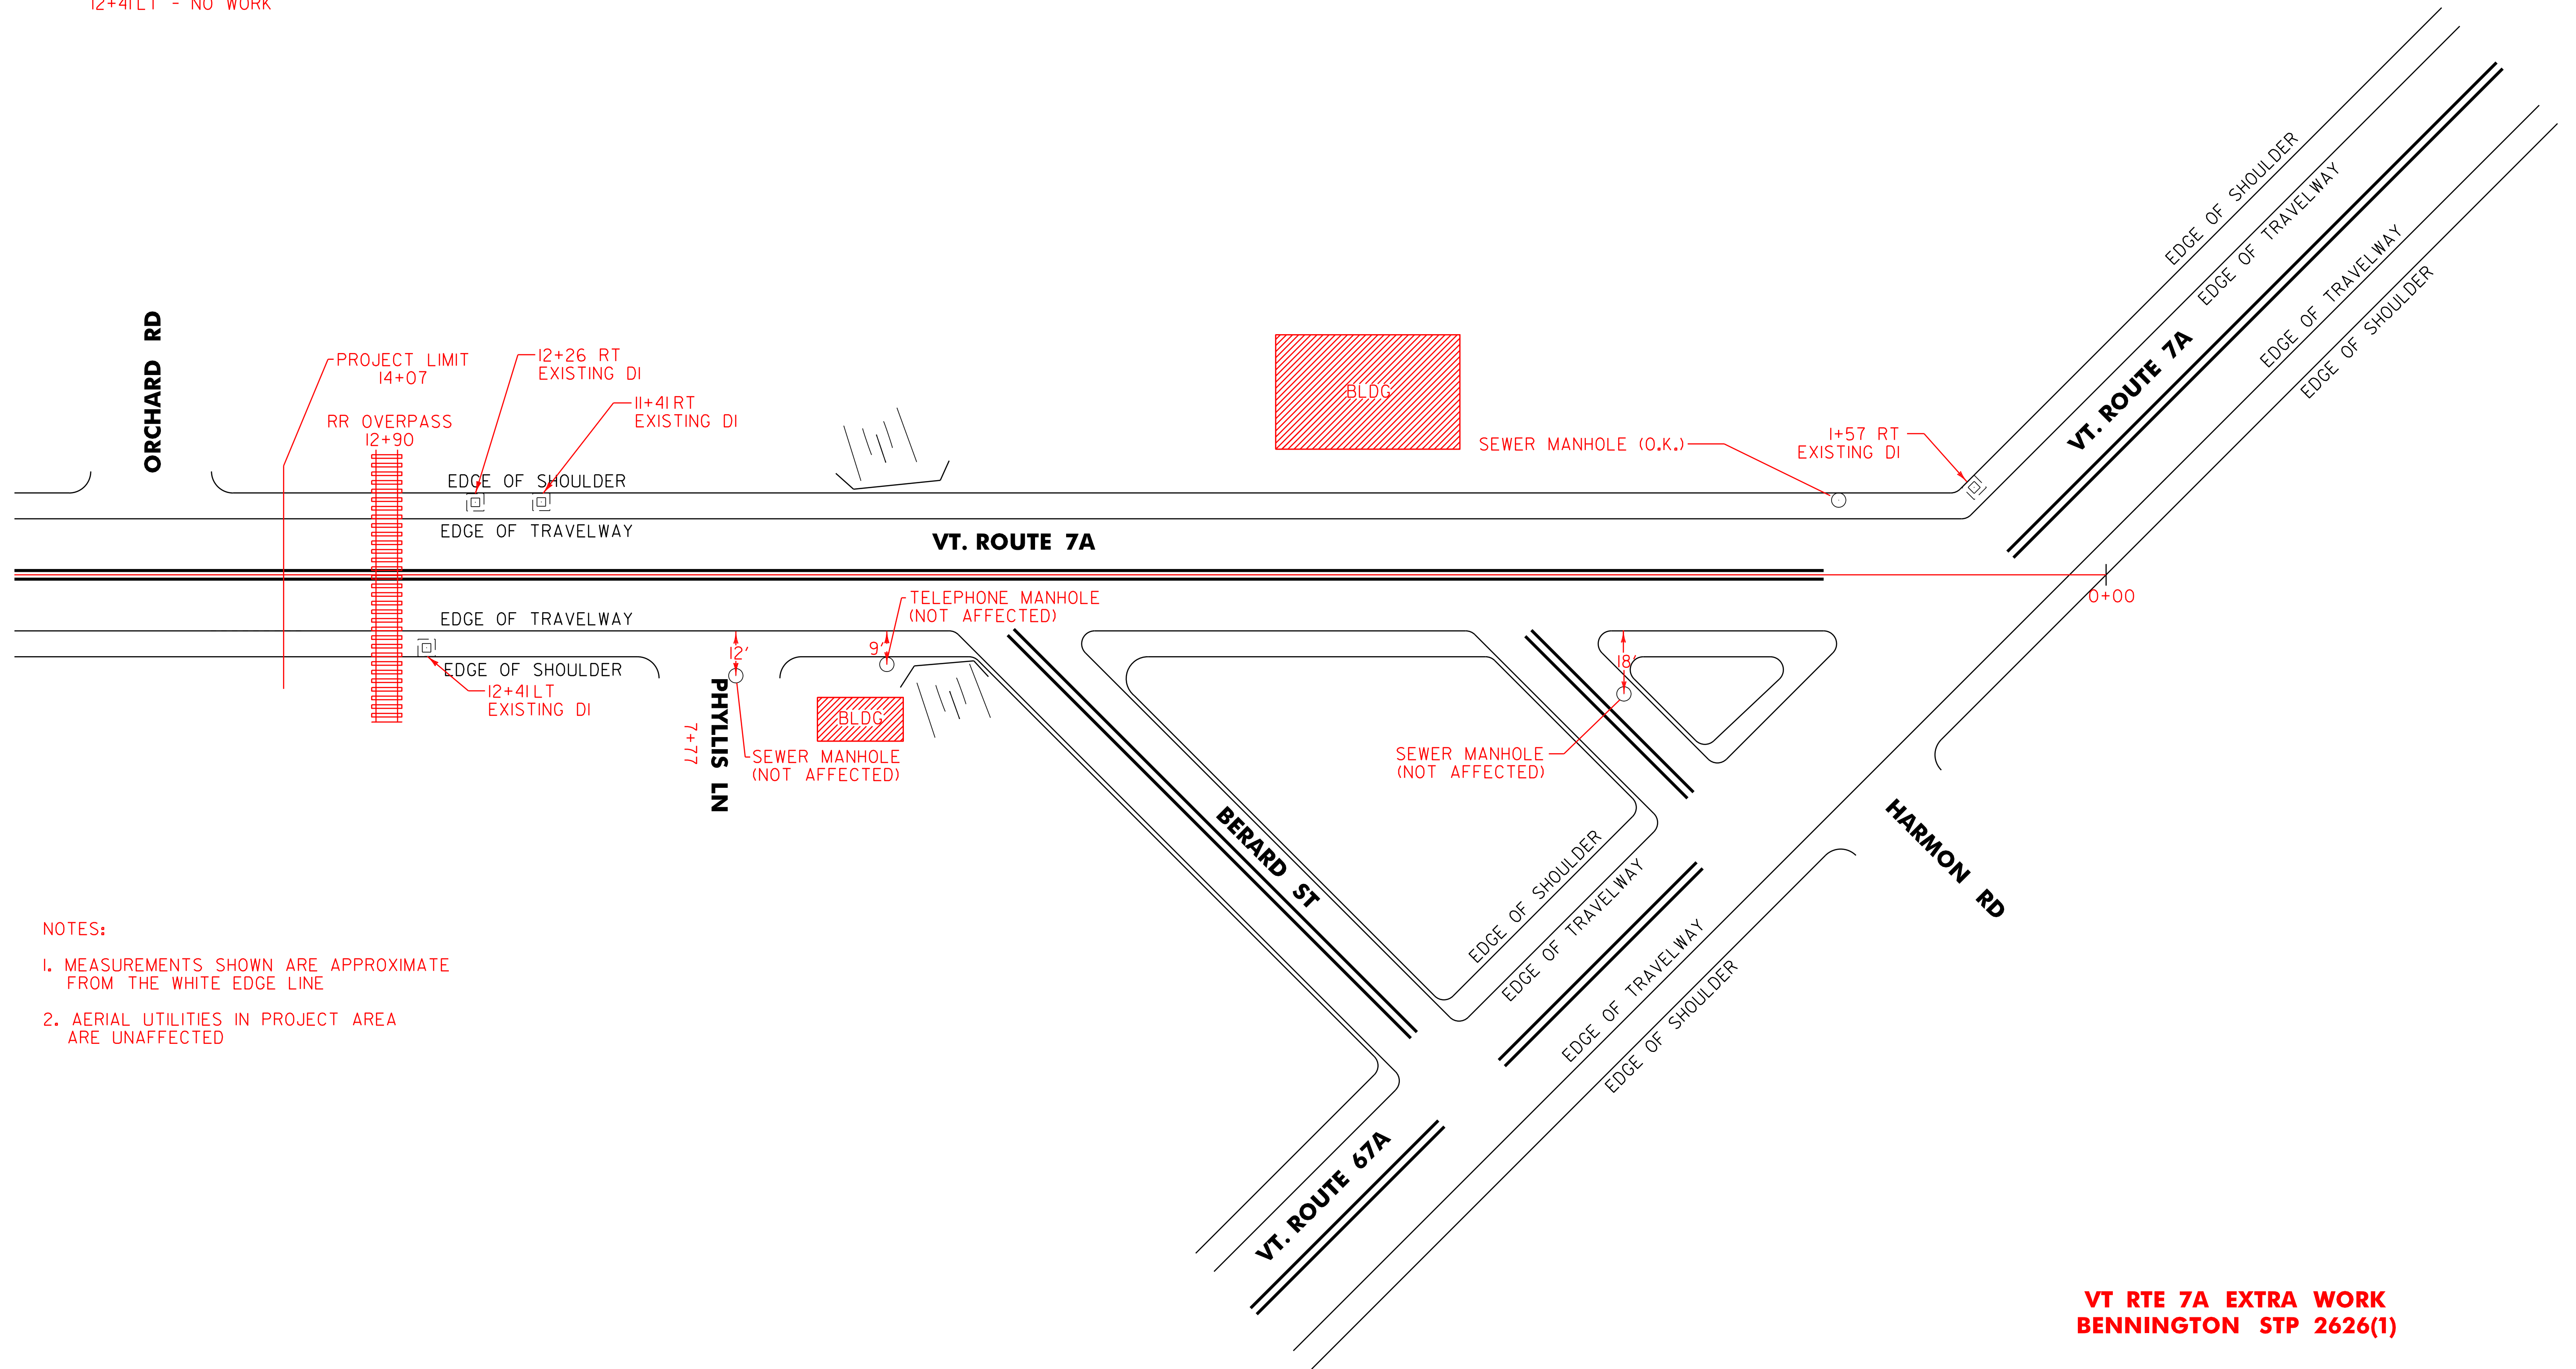 12+41 LT - NO WORK
ORCHARD RD
PROJECT LIMIT
14+07
RR OVERPASS
12+90
12+26 RT
EXISTING DI
11+41 RT
EXISTING DI
EDGE OF SHOULDER
EDGE OF TRAVELWAY
VT. ROUTE 7A
BLDG
SEWER MANHOLE (O.K.)
1+57 RT
EXISTING DI
EDGE OF SHOULDER
EDGE OF TRAVELWAY
VT. ROUTE 7A
EDGE OF TRAVELWAY
EDGE OF SHOULDER
0+00
EDGE OF TRAVELWAY
EDGE OF SHOULDER
12+41 LT
EXISTING DI
TELEPHONE MANHOLE
(NOT AFFECTED)
12'
9'
18'
PHYLLIS LN
7+77
BLDG
SEWER MANHOLE
(NOT AFFECTED)
SEWER MANHOLE
(NOT AFFECTED)
BERARD ST
HARMON RD
EDGE OF SHOULDER
EDGE OF TRAVELWAY
EDGE OF TRAVELWAY
EDGE OF SHOULDER
VT. ROUTE 67A
NOTES:
1. MEASUREMENTS SHOWN ARE APPROXIMATE
FROM THE WHITE EDGE LINE
2. AERIAL UTILITIES IN PROJECT AREA
ARE UNAFFECTED
VT RTE 7A EXTRA WORK
BENNINGTON STP 2626(1)